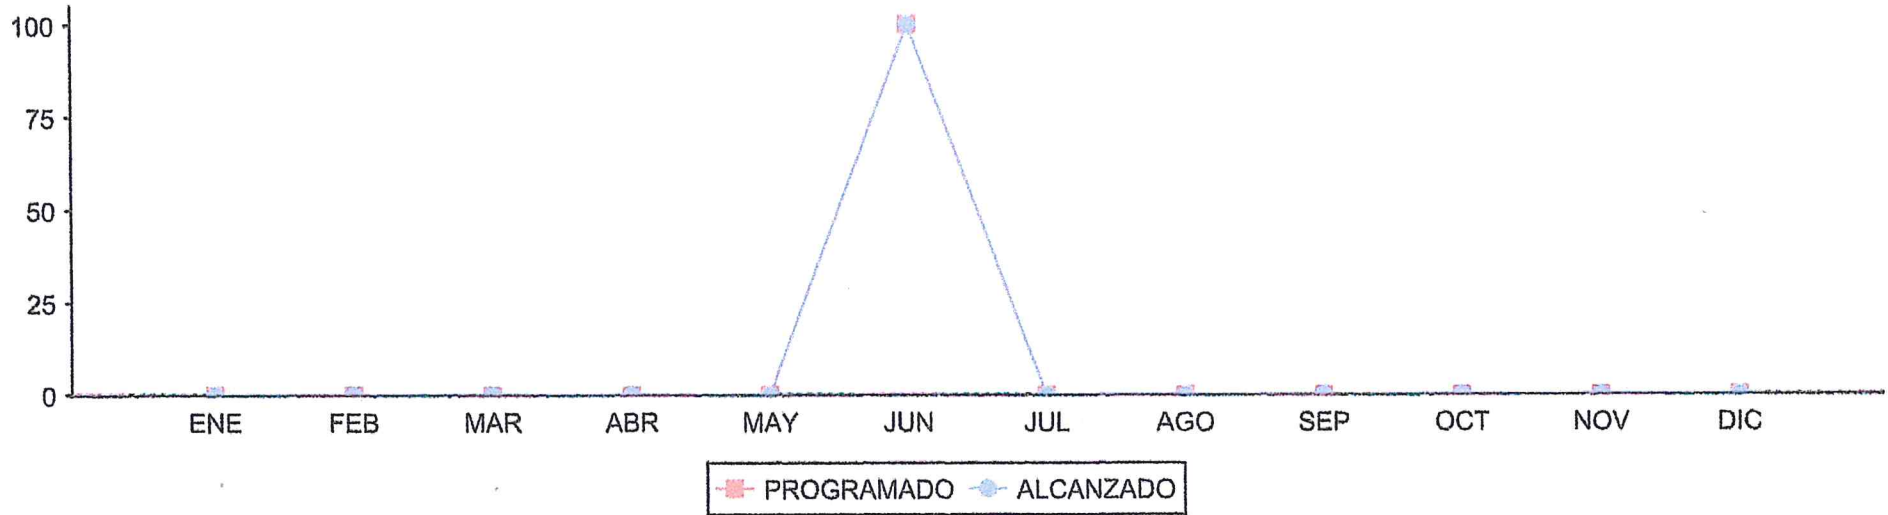 100
75
50
25
0
ENE FEB MAR ABR MAY JUN JUL AGO SEP OCT NOV DIC
PROGRAMADO ALCANZADO